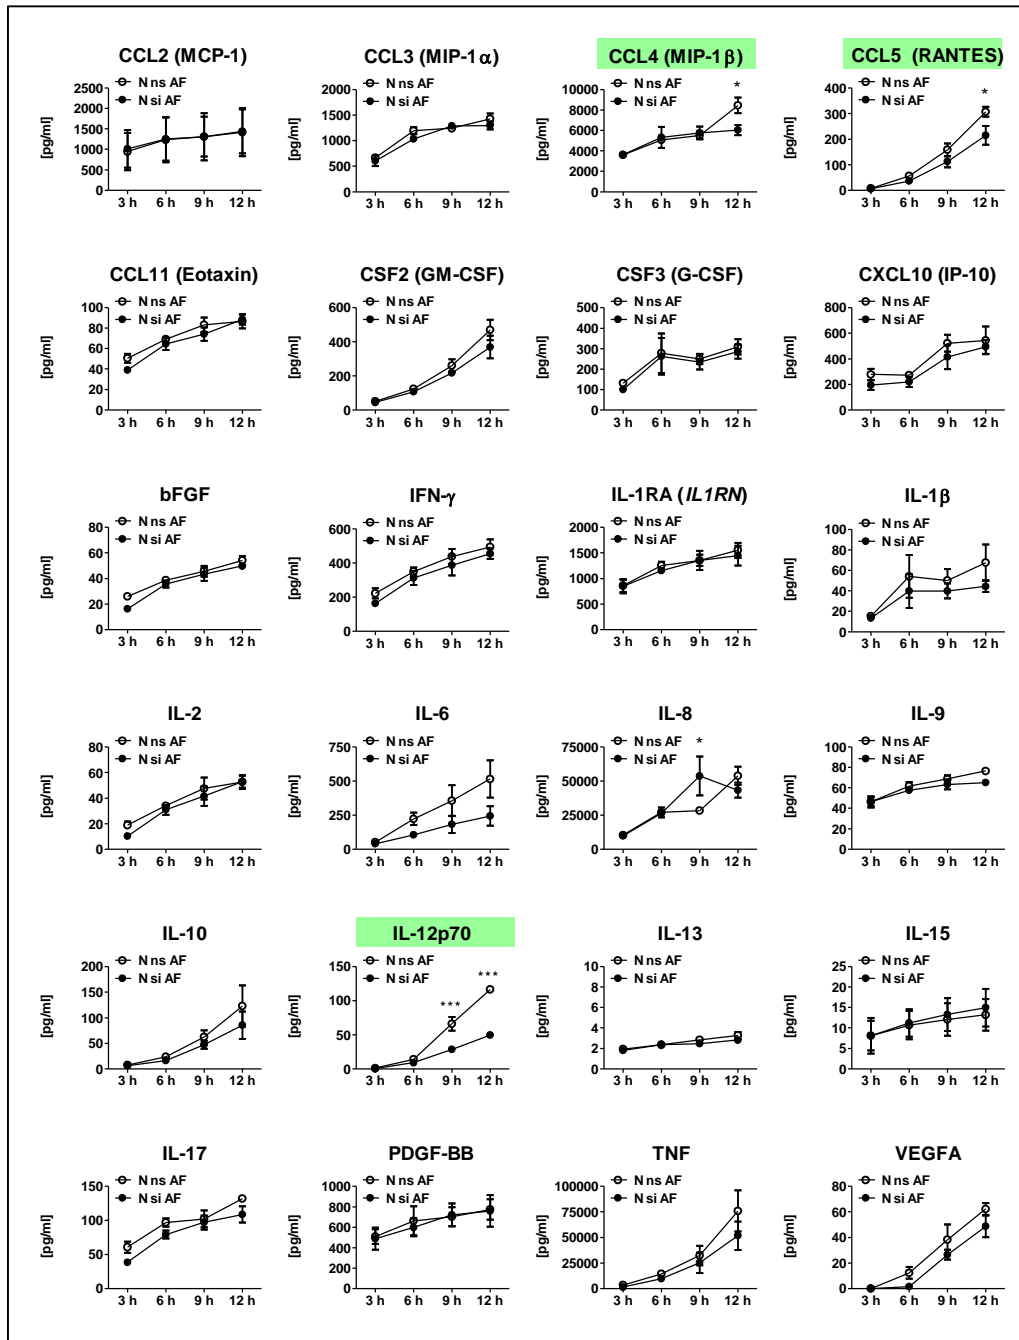 CCL2 (MCP-1)
N ns AF
N si AF
[pg/ml]
2500
2000
1500
1000
500
0
3 h 6 h 9 h 12 h
CCL3 (MIP-1α)
N ns AF
N si AF
[pg/ml]
2000
1500
1000
500
0
3 h 6 h 9 h 12 h
CCL4 (MIP-1β)
N ns AF
N si AF
*
[pg/ml]
10000
8000
6000
4000
2000
0
3 h 6 h 9 h 12 h
CCL5 (RANTES)
N ns AF
N si AF
*
[pg/ml]
400
300
200
100
0
3 h 6 h 9 h 12 h
CCL11 (Eotaxin)
N ns AF
N si AF
[pg/ml]
100
80
60
40
20
0
3 h 6 h 9 h 12 h
CSF2 (GM-CSF)
N ns AF
N si AF
[pg/ml]
600
400
200
0
3 h 6 h 9 h 12 h
CSF3 (G-CSF)
N ns AF
N si AF
[pg/ml]
500
400
300
200
100
0
3 h 6 h 9 h 12 h
CXCL10 (IP-10)
N ns AF
N si AF
[pg/ml]
800
600
400
200
0
3 h 6 h 9 h 12 h
bFGF
N ns AF
N si AF
[pg/ml]
80
60
40
20
0
3 h 6 h 9 h 12 h
IFN-γ
N ns AF
N si AF
[pg/ml]
600
400
200
0
3 h 6 h 9 h 12 h
IL-1RA (IL1RN)
N ns AF
N si AF
[pg/ml]
2000
1500
1000
500
0
3 h 6 h 9 h 12 h
IL-1β
N ns AF
N si AF
[pg/ml]
100
80
60
40
20
0
3 h 6 h 9 h 12 h
IL-2
N ns AF
N si AF
[pg/ml]
80
60
40
20
0
3 h 6 h 9 h 12 h
IL-6
N ns AF
N si AF
[pg/ml]
750
500
250
0
3 h 6 h 9 h 12 h
IL-8
N ns AF
N si AF
*
[pg/ml]
75000
50000
25000
0
3 h 6 h 9 h 12 h
IL-9
N ns AF
N si AF
[pg/ml]
100
80
60
40
20
0
3 h 6 h 9 h 12 h
IL-10
N ns AF
N si AF
[pg/ml]
200
150
100
50
0
3 h 6 h 9 h 12 h
IL-12p70
N ns AF
N si AF
***
***
[pg/ml]
150
100
50
0
3 h 6 h 9 h 12 h
IL-13
N ns AF
N si AF
[pg/ml]
10
8
6
4
2
0
3 h 6 h 9 h 12 h
IL-15
N ns AF
N si AF
[pg/ml]
25
20
15
10
5
0
3 h 6 h 9 h 12 h
IL-17
N ns AF
N si AF
[pg/ml]
150
100
50
0
3 h 6 h 9 h 12 h
PDGF-BB
N ns AF
N si AF
[pg/ml]
1000
800
600
400
200
0
3 h 6 h 9 h 12 h
TNF
N ns AF
N si AF
[pg/ml]
100000
75000
50000
25000
0
3 h 6 h 9 h 12 h
VEGFA
N ns AF
N si AF
[pg/ml]
80
60
40
20
0
3 h 6 h 9 h 12 h